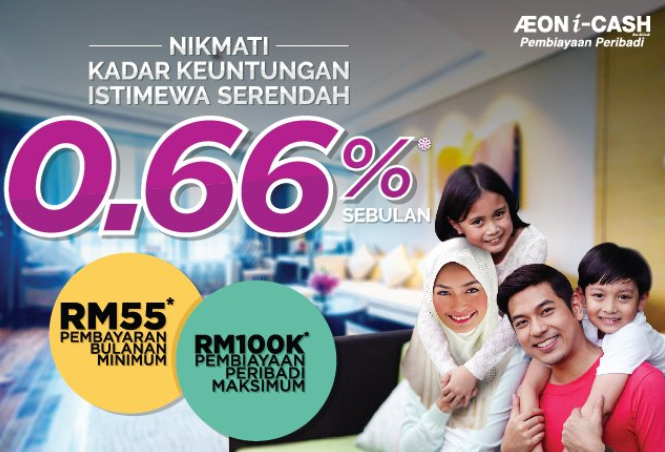 ÆON i-CASH
Pembiayaan Peribadi
NIKMATI
KADAR KEUNTUNGAN
ISTIMEWA SERENDAH
0.66%*
SEBULAN
RM55*
PEMBAYARAN
BULANAN
MINIMUM
RM100K*
PEMBIAYAAN
PERIBADI
MAKSIMUM